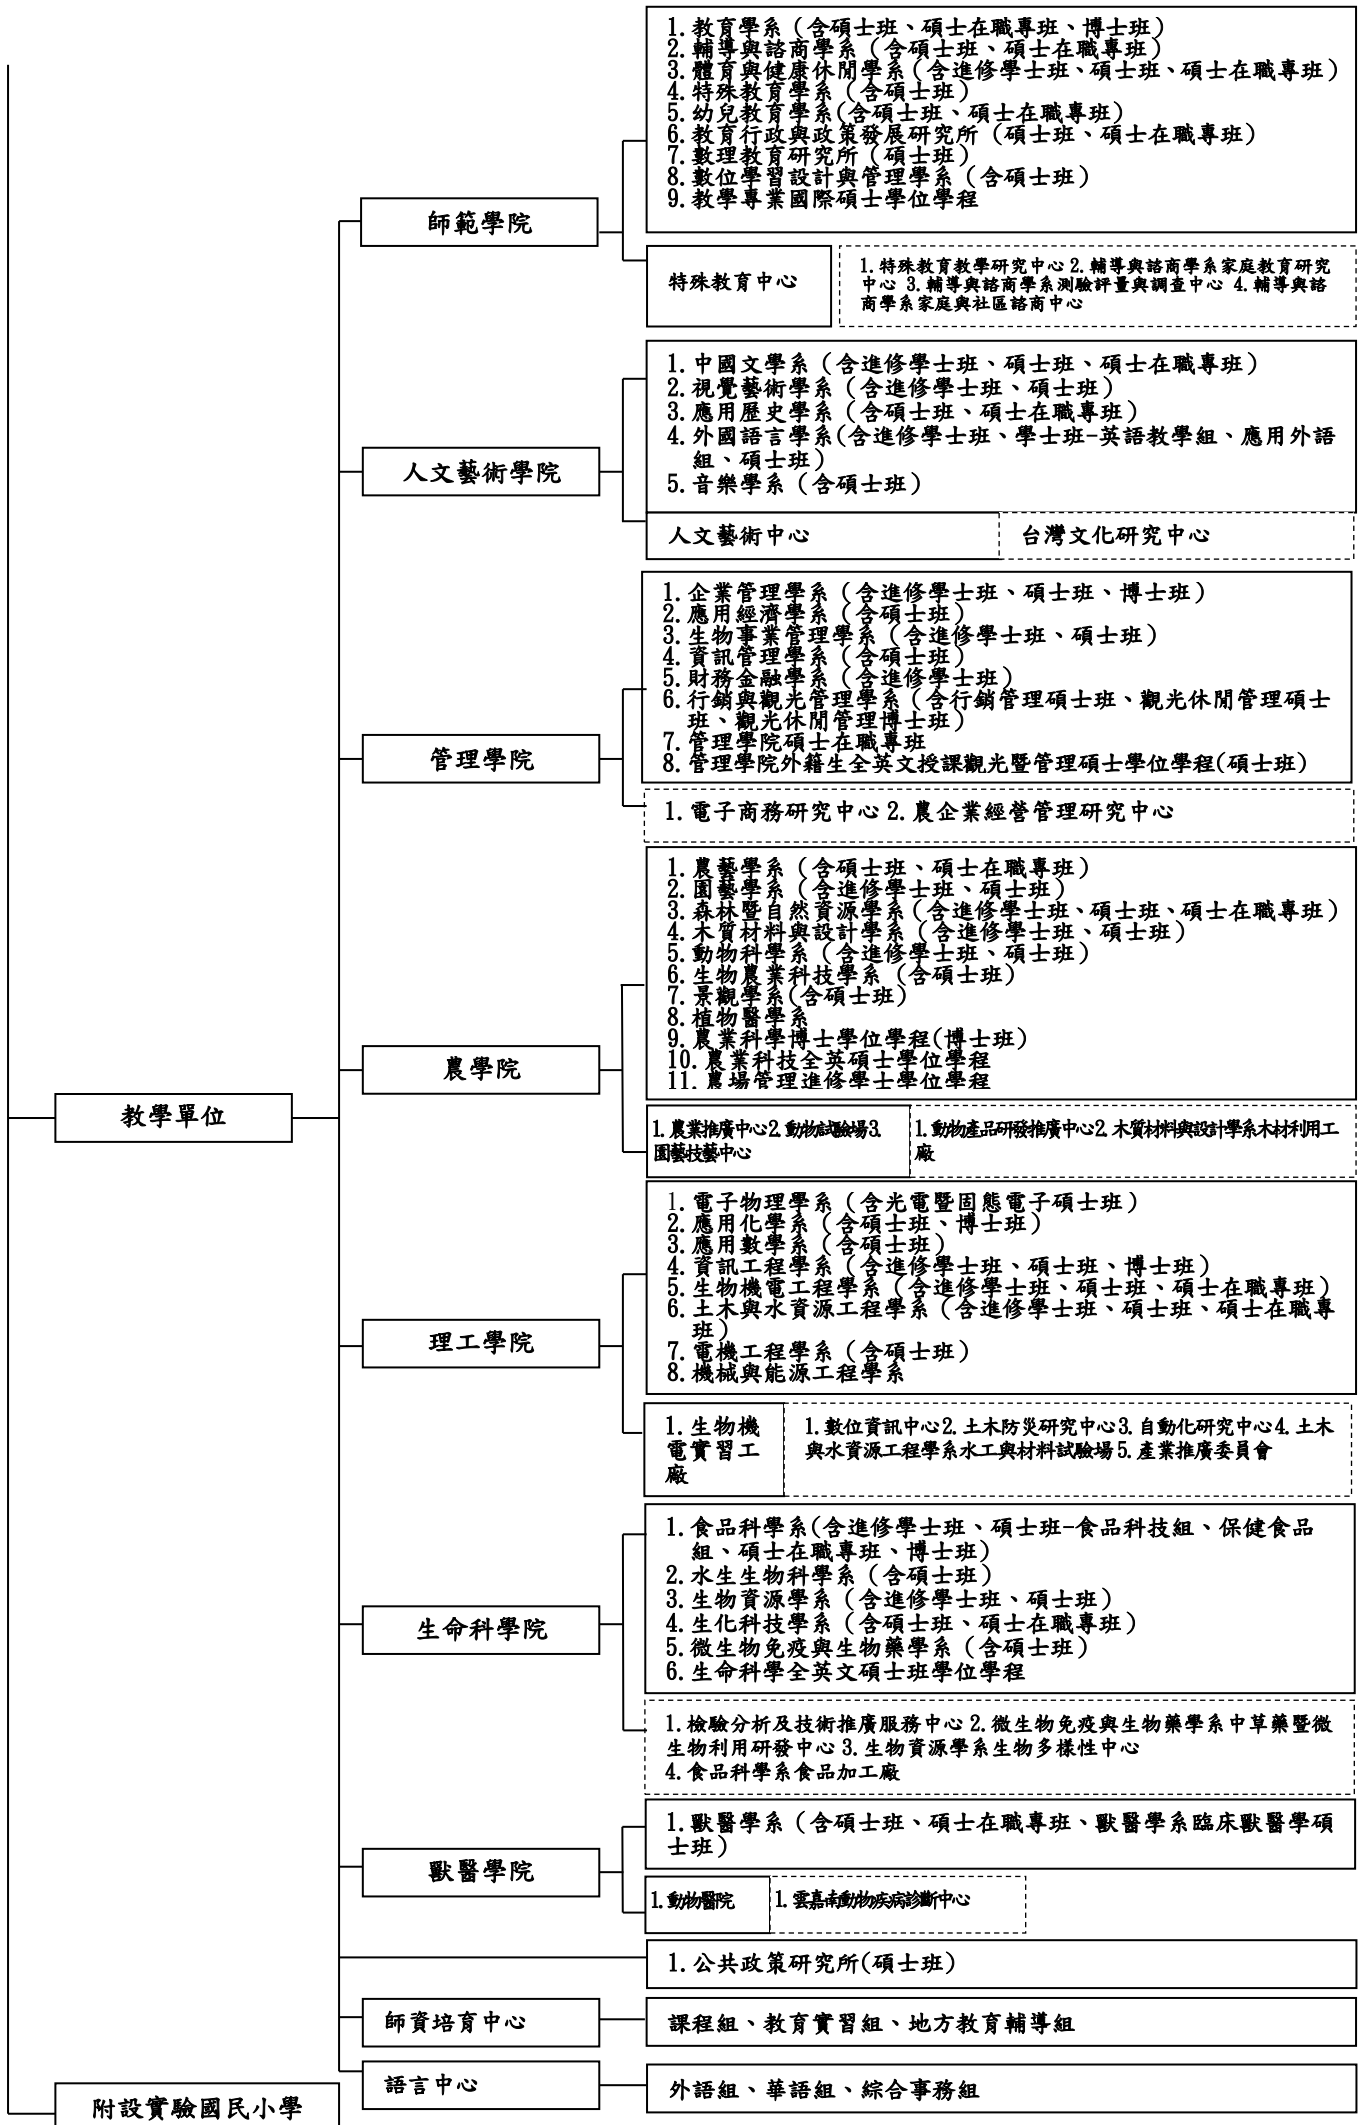 1.教育學系（含碩士班、碩士在職專班、博士班）
2.輔導與諮商學系（含碩士班、碩士在職專班）
3.體育與健康休閒學系(含進修學士班、碩士班、碩士在職專班)
4.特殊教育學系（含碩士班）
5.幼兒教育學系(含碩士班、碩士在職專班)
6.教育行政與政策發展研究所（碩士班、碩士在職專班）
7.數理教育研究所（碩士班）
8.數位學習設計與管理學系（含碩士班）
9.教學專業國際碩士學位學程
師範學院
特殊教育中心
1.特殊教育教學研究中心 2.輔導與諮商學系家庭教育研究
中心 3.輔導與諮商學系測驗評量與調查中心 4.輔導與諮
商學系家庭與社區諮商中心
1.中國文學系（含進修學士班、碩士班、碩士在職專班）
2.視覺藝術學系（含進修學士班、碩士班）
3.應用歷史學系（含碩士班、碩士在職專班）
4.外國語言學系(含進修學士班、學士班-英語教學組、應用外語
組、碩士班)
5.音樂學系（含碩士班）
人文藝術學院
人文藝術中心
台灣文化研究中心
1.企業管理學系（含進修學士班、碩士班、博士班）
2.應用經濟學系（含碩士班）
3.生物事業管理學系（含進修學士班、碩士班）
4.資訊管理學系（含碩士班）
5.財務金融學系（含進修學士班）
6.行銷與觀光管理學系（含行銷管理碩士班、觀光休閒管理碩士
班、觀光休閒管理博士班）
7.管理學院碩士在職專班
8.管理學院外籍生全英文授課觀光暨管理碩士學位學程(碩士班)
管理學院
1.電子商務研究中心 2.農企業經營管理研究中心
1.農藝學系（含碩士班、碩士在職專班）
2.園藝學系（含進修學士班、碩士班）
3.森林暨自然資源學系(含進修學士班、碩士班、碩士在職專班)
4.木質材料與設計學系（含進修學士班、碩士班）
5.動物科學系（含進修學士班、碩士班）
6.生物農業科技學系（含碩士班）
7.景觀學系(含碩士班)
8.植物醫學系
9.農業科學博士學位學程(博士班)
10.農業科技全英碩士學位學程
11.農場管理進修學士學位學程
農學院
教學單位
1.農業推廣中心2.動物試驗場3.
園藝技藝中心
1.動物產品研發推廣中心2.木質材料與設計學系木材利用工
廠
1.電子物理學系（含光電暨固態電子碩士班）
2.應用化學系（含碩士班、博士班）
3.應用數學系（含碩士班）
4.資訊工程學系（含進修學士班、碩士班、博士班）
5.生物機電工程學系（含進修學士班、碩士班、碩士在職專班）
6.土木與水資源工程學系（含進修學士班、碩士班、碩士在職專
班）
7.電機工程學系（含碩士班）
8.機械與能源工程學系
理工學院
1.生物機
電實習工
廠
1.數位資訊中心2.土木防災研究中心3.自動化研究中心4.土木
與水資源工程學系水工與材料試驗場5.產業推廣委員會
1.食品科學系(含進修學士班、碩士班-食品科技組、保健食品
組、碩士在職專班、博士班)
2.水生生物科學系（含碩士班）
3.生物資源學系（含進修學士班、碩士班）
4.生化科技學系（含碩士班、碩士在職專班）
5.微生物免疫與生物藥學系（含碩士班）
6.生命科學全英文碩士班學位學程
生命科學院
1.檢驗分析及技術推廣服務中心 2.微生物免疫與生物藥學系中草藥暨微
生物利用研發中心 3.生物資源學系生物多樣性中心
4.食品科學系食品加工廠
1.獸醫學系（含碩士班、碩士在職專班、獸醫學系臨床獸醫學碩
士班）
獸醫學院
1.動物醫院
1.雲嘉南動物疾病診斷中心
1.公共政策研究所(碩士班)
師資培育中心
課程組、教育實習組、地方教育輔導組
語言中心
外語組、華語組、綜合事務組
附設實驗國民小學